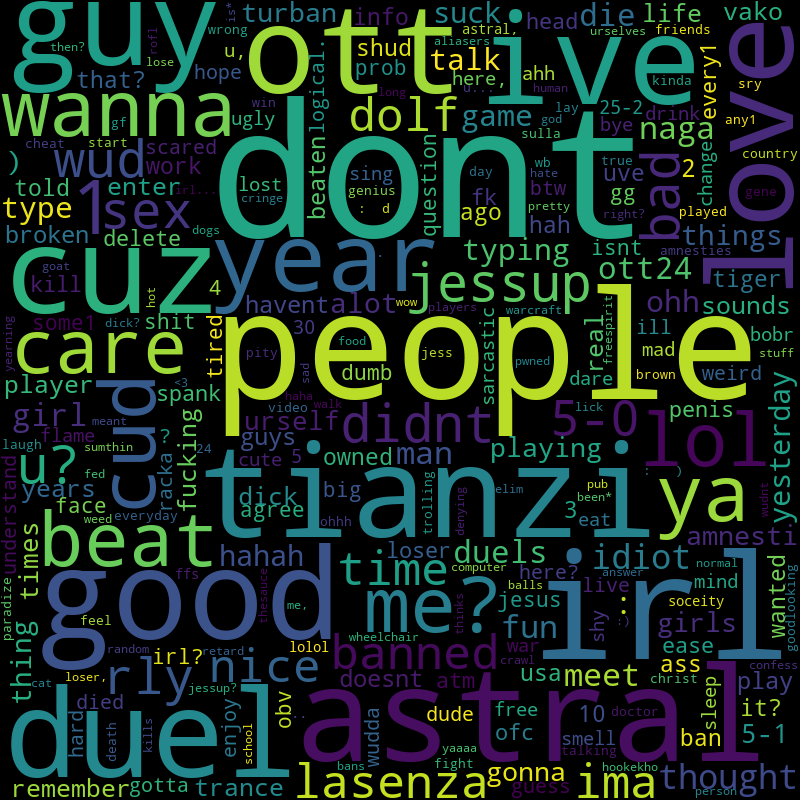 guy
ott
ive
love
turban
info
suck
head
die
life
vako
wanna
dont
dolf
talk
shud
prob
game
people
tianzi
good
irl
duel
astral
year
cuz
care
beat
cud
wud
sex
1
type
broken
delete
told
enter
that?
hope
u,
ugly
scared
work
beaten
logical.
question
sing
lost
genius
cringe
jessup
typing
ott24
ohh
naga
bad
things
tiger
sounds
bobr
yesterday
change
every1
25-2
bye
drink
2
gg
uve
btw
fk
ago
hah
ahh
here,
isnt
alot
havent
kill
shit
some1
player
girl
flame
spank
tired
fucking
u?
years
face
racka
guys
urself
didnt
man
dumb
sarcastic
real
dare
mad
ill
weird
penis
5-0
lol
ya
amnesti
playing
owned
big
dick
agree
cute
hahah
time
me?
loser
duels
idiot
jesus
fun
shy
live
mind
girls
wanted
soceity
ease
ass
meet
usa
war
banned
doesnt
atm
nice
rly
irl?
obv
enjoy
trance
gotta
remember
died
hard
thing
times
understand
lasenza
gonna
ima
guess
thought
ban
5-1
it?
play
sleep
10
smell
ofc
free
dude
wudda
fight
yaaaa
bans
hookekho
person
talking
doctor
crawl
confess
christ
normal
answer
goodlooking
wudnt
been*
pub
elim
denying
trolling
computer
wheelchair
balls
thinks
thesauce
me,
lolol
retard
random
ffs
feel
loser,
cat
jessup?
school
kills
death
paradize
everyday
weed
fed
sumthin
laugh
meant
yearning
goat
hot
dick?
dogs
cheat
start
gf
win
lose
wrong
rofl
then?
is*
astral,
aliasers
long
human
god
lay
kinda
urselves
friends
sry
any1
country
played
gene
amnesties
right?
true
hate
pretty
day
wb
sulla
wow
players
warcraft
freespirit
stuff
brown
pwned
lick
jess
food
pity
sad
haha
walk
video
30
24
5
3
4
eat
<3
here?